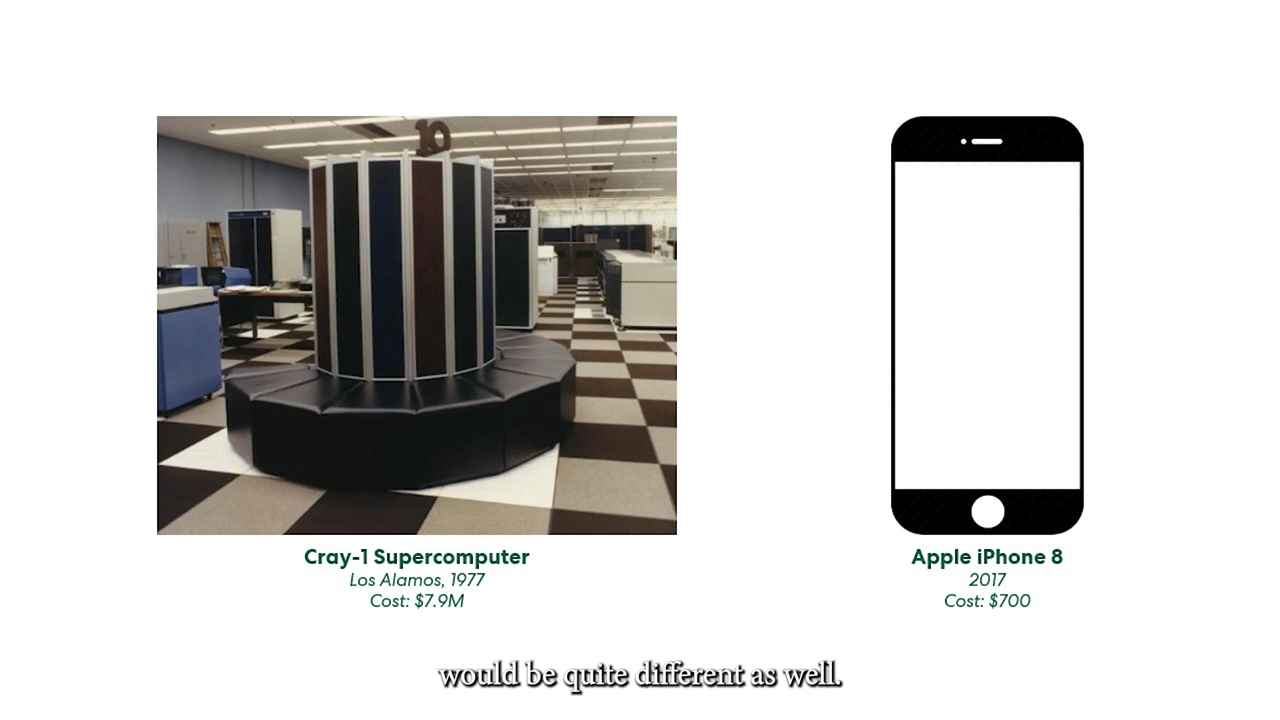 10
Cray-1 Supercomputer
Los Alamos, 1977
Cost: $7.9M
Apple iPhone 8
2017
Cost: $700
would be quite different as well.